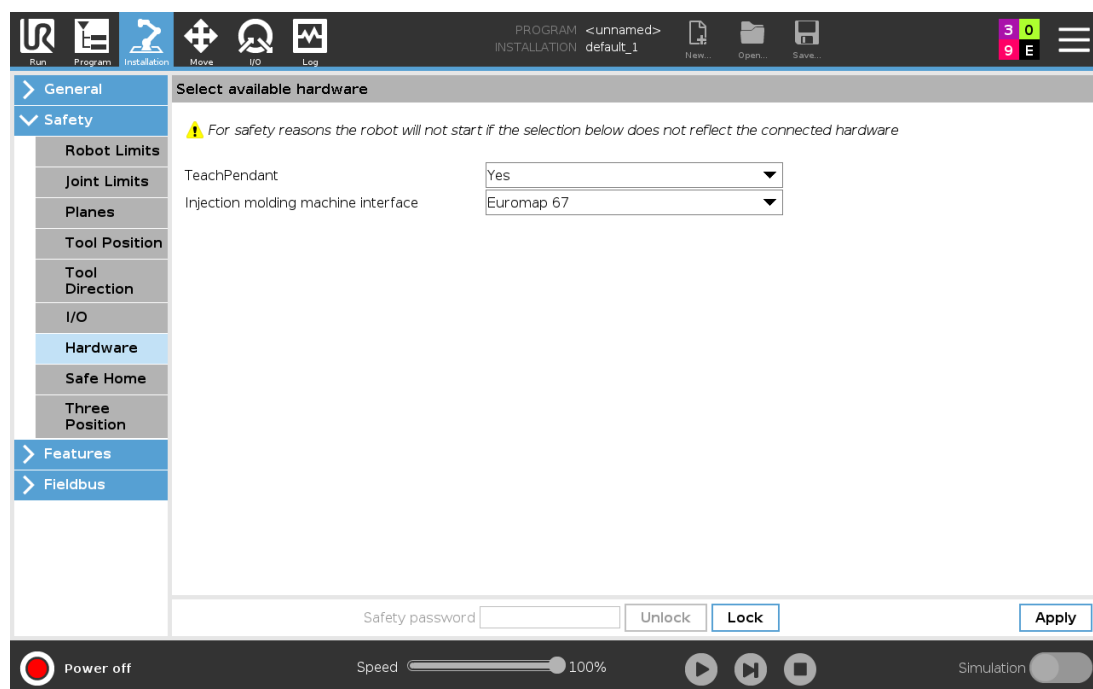 PROGRAM <unnamed>
INSTALLATION default_1
UR
Run Program Installation Move I/O Log New... Open... Save...
3 0
9 E
General
Safety
Robot Limits
Joint Limits
Planes
Tool Position
Tool
Direction
I/O
Hardware
Safe Home
Three
Position
Features
Fieldbus
Select available hardware
For safety reasons the robot will not start if the selection below does not reflect the connected hardware
TeachPendant Yes
Injection molding machine interface Euromap 67
Safety password Unlock Lock Apply
Power off Speed 100% Simulation